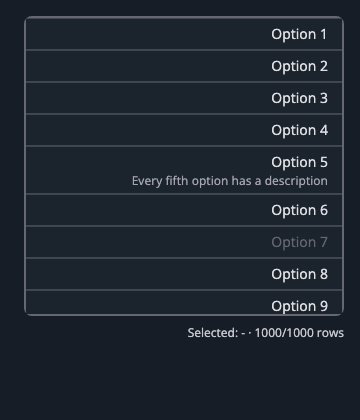 Option 1
Option 2
Option 3
Option 4
Option 5
Every fifth option has a description
Option 6
Option 7
Option 8
Option 9
Selected: - · 1000/1000 rows